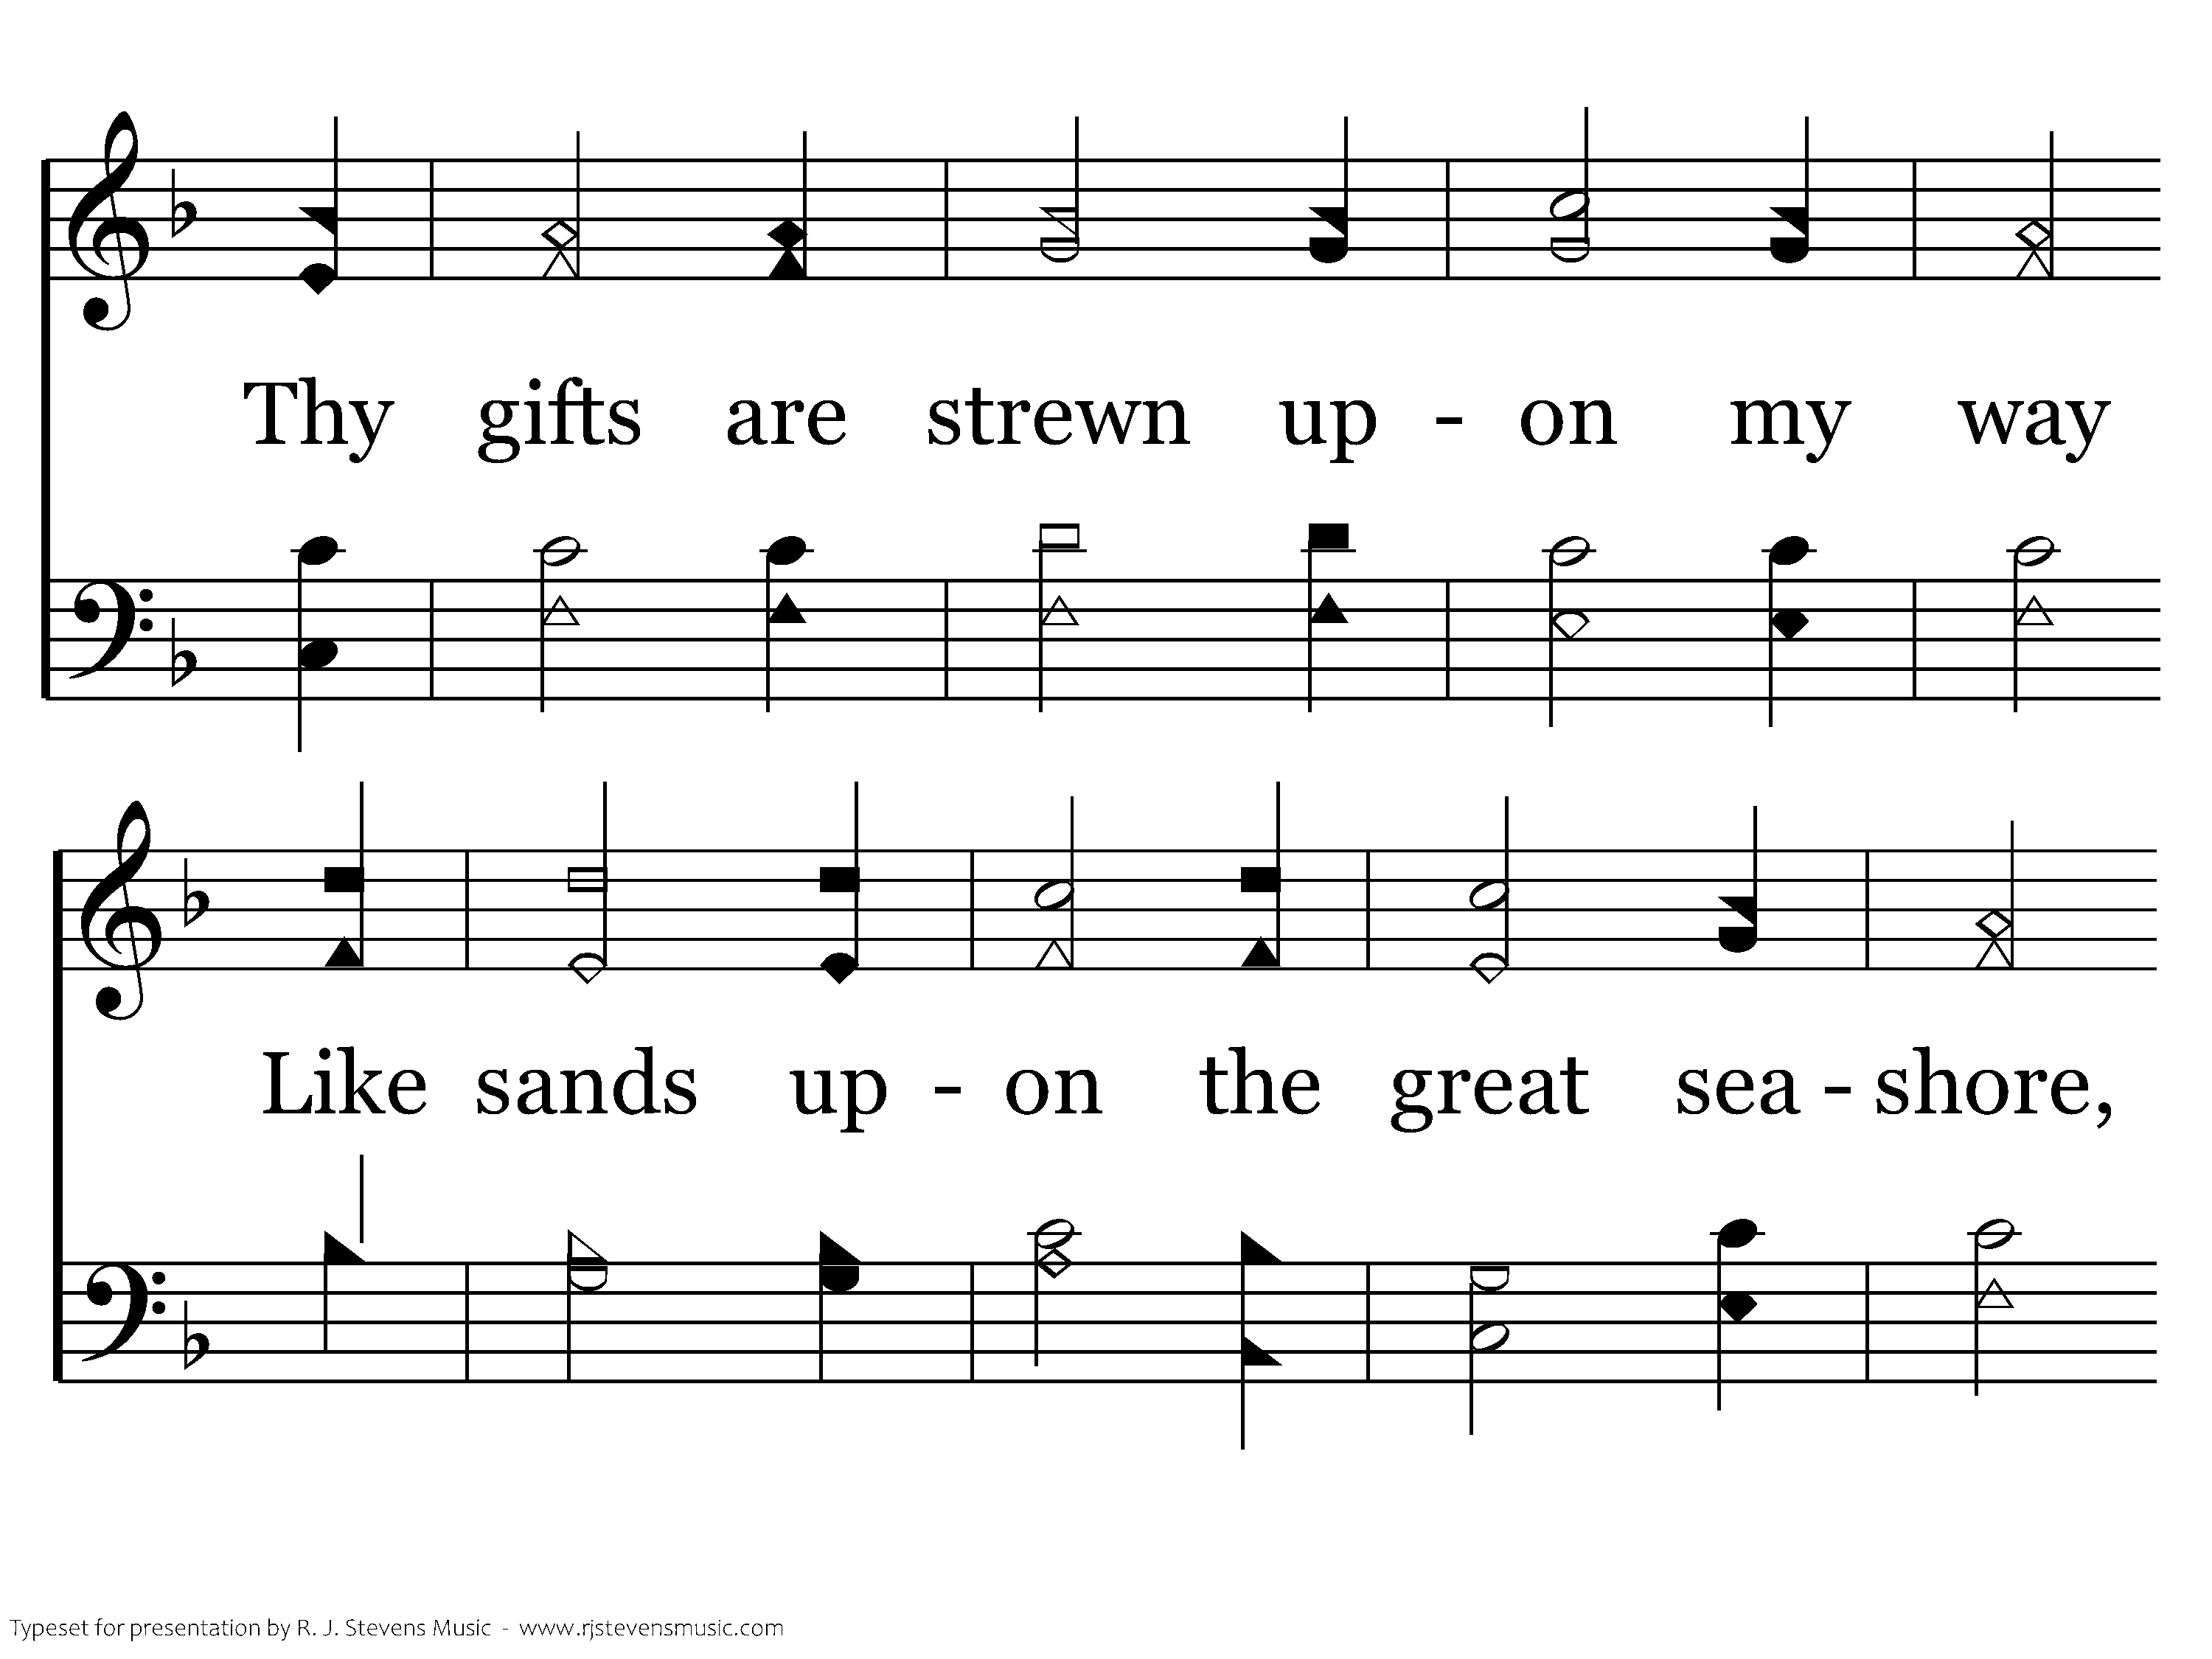 Thy gifts are strewn up - on my way
Like sands up - on the great sea - shore,
Typeset for presentation by R. J. Stevens Music - www.rjstevensmusic.com